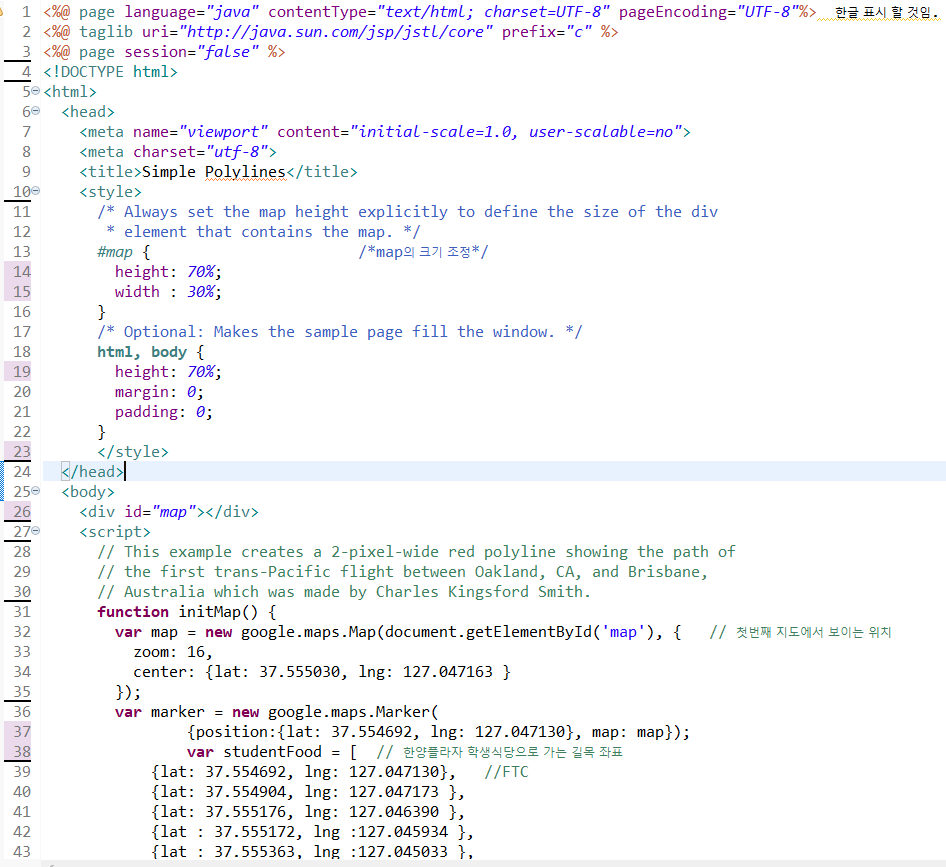 1 <%@ page language="java" contentType="text/html; charset=UTF-8" pageEncoding="UTF-8"%> 한글 표시 할 것임.
2 <%@ taglib uri="http://java.sun.com/jsp/jstl/core" prefix="c" %>
3 <%@ page session="false" %>
4 <!DOCTYPE html>
5 <html>
6 <head>
7 <meta name="viewport" content="initial-scale=1.0, user-scalable=no">
8 <meta charset="utf-8">
9 <title>Simple Polylines</title>
10 <style>
11 /* Always set the map height explicitly to define the size of the div
12 * element that contains the map. */
13 #map { /*map의 크기 조정*/
14 height: 70%;
15 width : 30%;
16 }
17 /* Optional: Makes the sample page fill the window. */
18 html, body {
19 height: 70%;
20 margin: 0;
21 padding: 0;
22 }
23 </style>
24 </head>
25 <body>
26 <div id="map"></div>
27 <script>
28 // This example creates a 2-pixel-wide red polyline showing the path of
29 // the first trans-Pacific flight between Oakland, CA, and Brisbane,
30 // Australia which was made by Charles Kingsford Smith.
31 function initMap() {
32 var map = new google.maps.Map(document.getElementById('map'), { // 첫번째 지도에서 보이는 위치
33 zoom: 16,
34 center: {lat: 37.555030, lng: 127.047163 }
35 });
36 var marker = new google.maps.Marker(
37 {position:{lat: 37.554692, lng: 127.047130}, map: map});
38 var studentFood = [ // 한양플라자 학생식당으로 가는 길목 좌표
39 {lat: 37.554692, lng: 127.047130}, //FTC
40 {lat: 37.554904, lng: 127.047173 },
41 {lat: 37.555176, lng: 127.046390 },
42 {lat : 37.555172, lng :127.045934 },
43 {lat : 37.555363, lng :127.045033 },